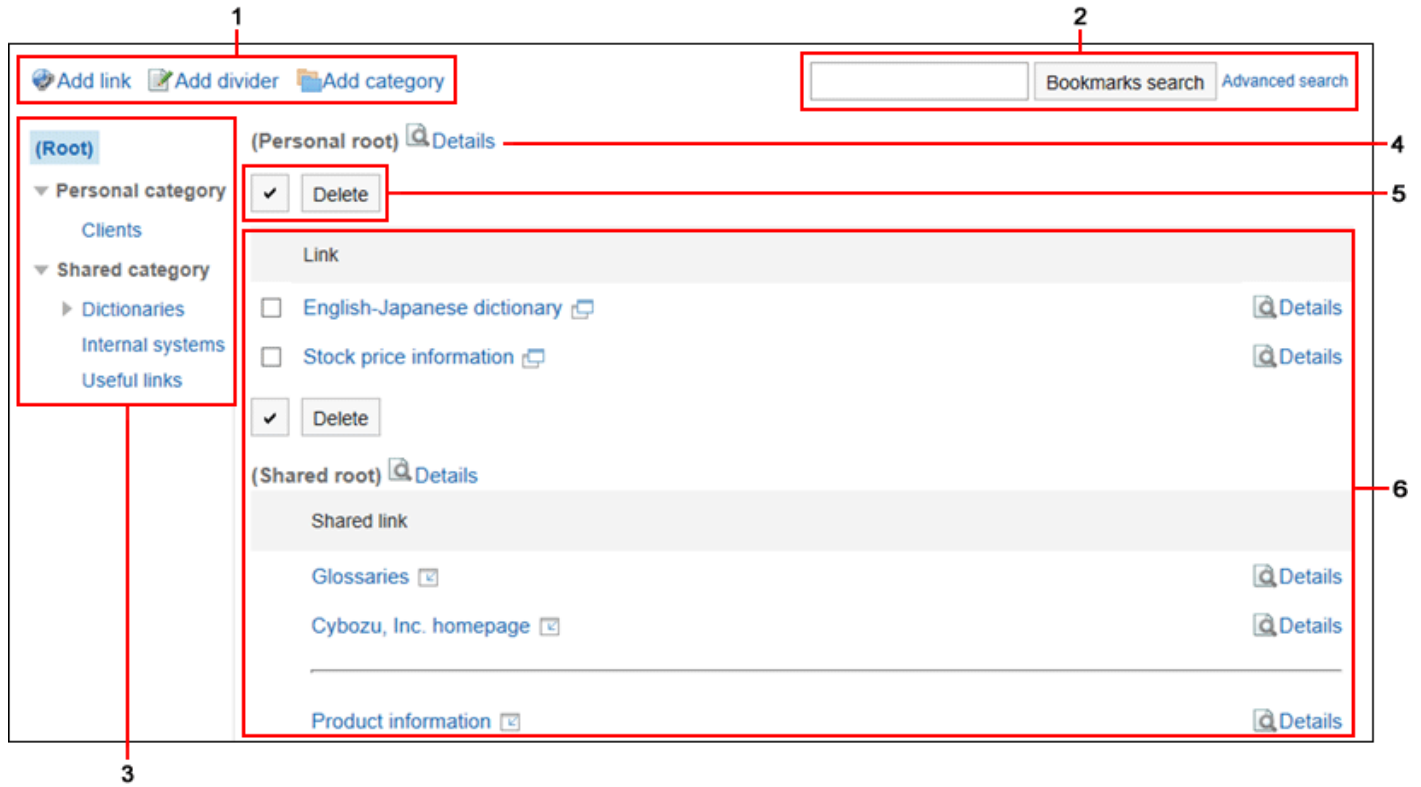 1
2
Add link Add divider Add category
Bookmarks search Advanced search
(Root)
Personal category
Clients
Shared category
Dictionaries
Internal systems
Useful links
3
(Personal root) Details
4
Delete
5
Link
English-Japanese dictionary Details
Stock price information Details
Delete
(Shared root) Details
6
Shared link
Glossaries Details
Cybozu, Inc. homepage Details
Product information Details